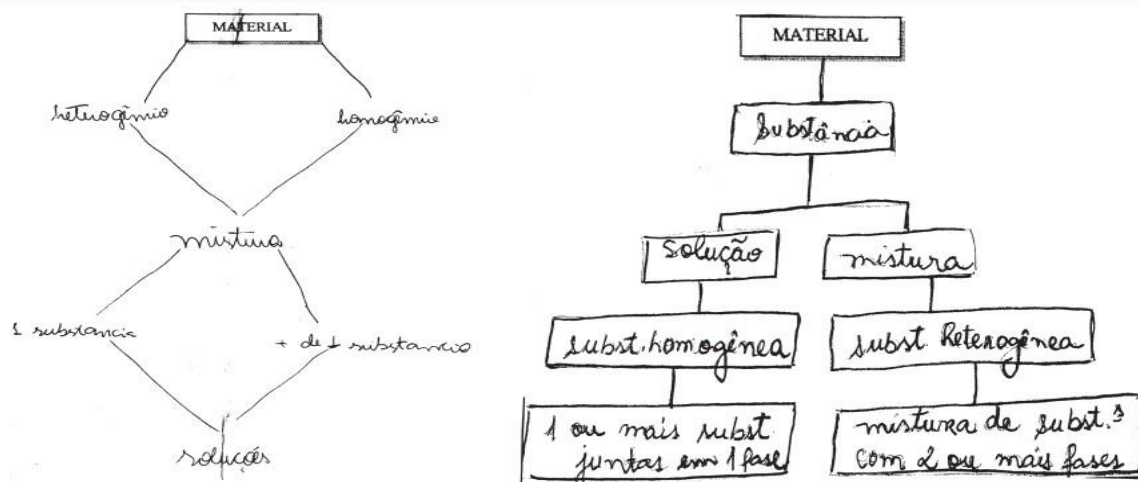 MATERIAL
heterogênio
homogênio
mistura
1 substancia
+ de 1 substancia
soluçãs
MATERIAL
Substância
Solução
mistura
subst. homogênea
subst. Heterogênea
1 ou mais subst.
juntas em 1 fase
mistura de subst.s
com 2 ou mais fases